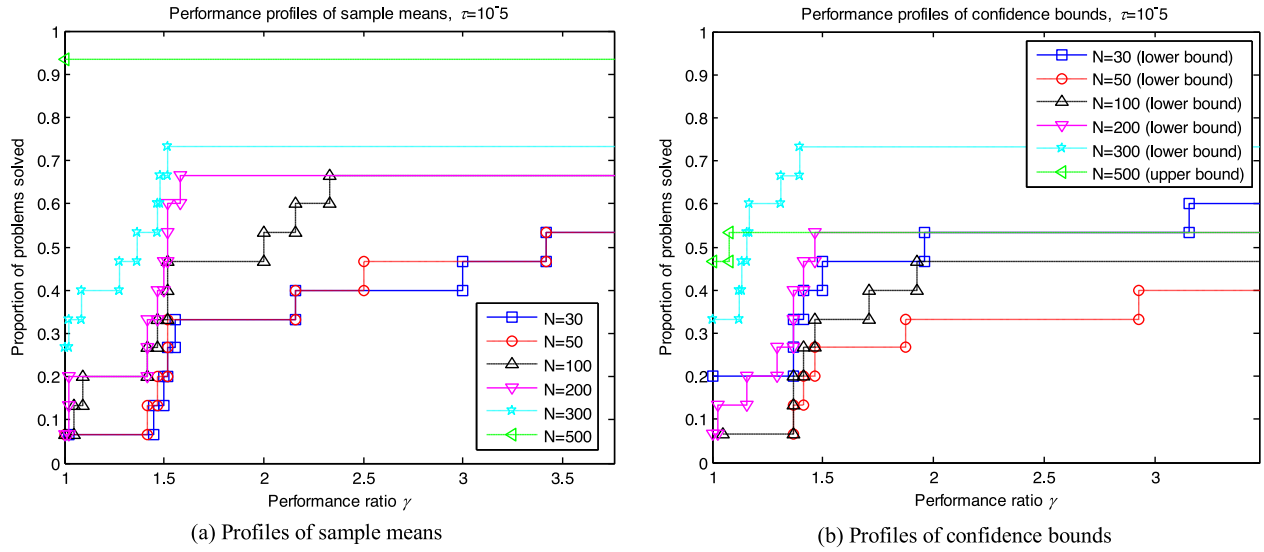 Performance profiles of sample means, τ=10⁻5
1
0.9
0.8
0.7
0.6
0.5
0.4
0.3
0.2
0.1
0
Proportion of problems solved
1
1.5
2
2.5
3
3.5
Performance ratio γ
N=30
N=50
N=100
N=200
N=300
N=500
(a) Profiles of sample means
Performance profiles of confidence bounds, τ=10⁻5
1
0.9
0.8
0.7
0.6
0.5
0.4
0.3
0.2
0.1
0
Proportion of problems solved
1
1.5
2
2.5
3
Performance ratio γ
N=30 (lower bound)
N=50 (lower bound)
N=100 (lower bound)
N=200 (lower bound)
N=300 (lower bound)
N=500 (upper bound)
(b) Profiles of confidence bounds